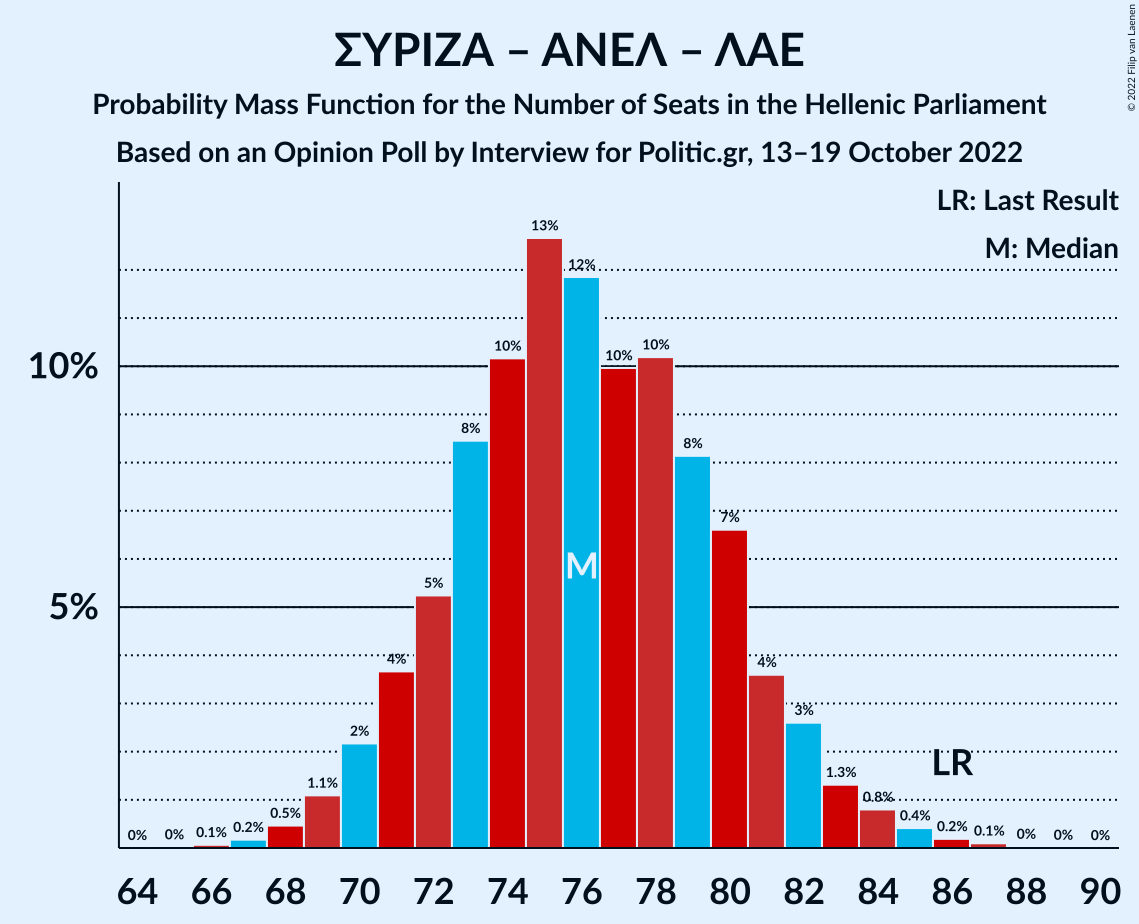 ΣΥΡΙΖΑ – ΑΝΕΛ – ΛΑΕ
Probability Mass Function for the Number of Seats in the Hellenic Parliament
Based on an Opinion Poll by Interview for Politic.gr, 13–19 October 2022
© 2022 Filip van Laenen
LR: Last Result
M: Median
10%
5%
0% 0% 0.1% 0.2% 0.5% 1.1% 2% 4% 5% 8% 10% 13% 12% 10% 10% 8% 7% 4% 3% 1.3% 0.8% 0.4% 0.2% 0.1% 0% 0% 0%
M
LR
64 66 68 70 72 74 76 78 80 82 84 86 88 90